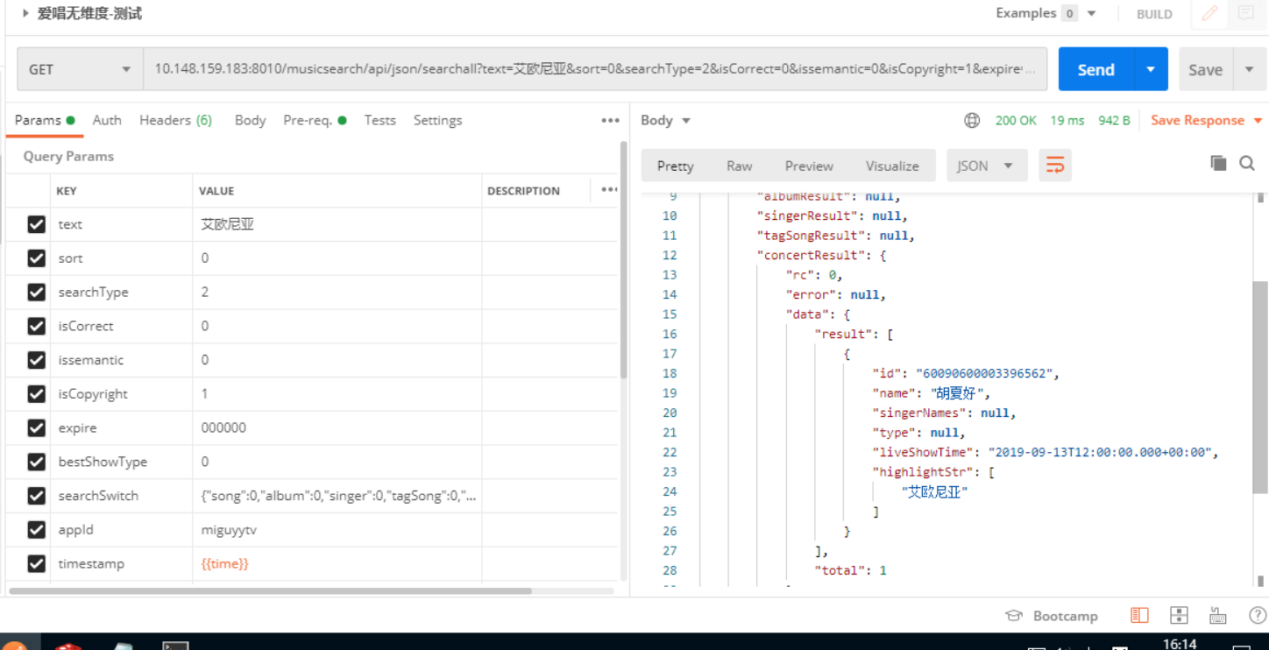 爱唱无维度-测试
Examples 0 BUILD
GET 10.148.159.183:8010/musicsearch/api/json/searchall?text=艾欧尼亚&sort=0&searchType=2&isCorrect=0&issemantic=0&isCopyright=1&expire... Send Save
Params Auth Headers (6) Body Pre-req. Tests Settings
Body 200 OK 19 ms 942 B Save Response
Query Params
Pretty Raw Preview Visualize JSON
KEY VALUE DESCRIPTION
text 艾欧尼亚
sort 0
searchType 2
isCorrect 0
issemantic 0
isCopyright 1
expire 000000
bestShowType 0
searchSwitch {"song":0,"album":0,"singer":0,"tagSong":0,"...
appId miguyytv
timestamp {{time}}
9 "albumResult": null,
10 "singerResult": null,
11 "tagSongResult": null,
12 "concertResult": {
13 "rc": 0,
14 "error": null,
15 "data": {
16 "result": [
17 {
18 "id": "60090600003396562",
19 "name": "胡夏好",
20 "singerNames": null,
21 "type": null,
22 "liveShowTime": "2019-09-13T12:00:00.000+00:00",
23 "highlightStr": [
24 "艾欧尼亚"
25 ]
26 }
27 ],
28 "total": 1
Bootcamp
16:14